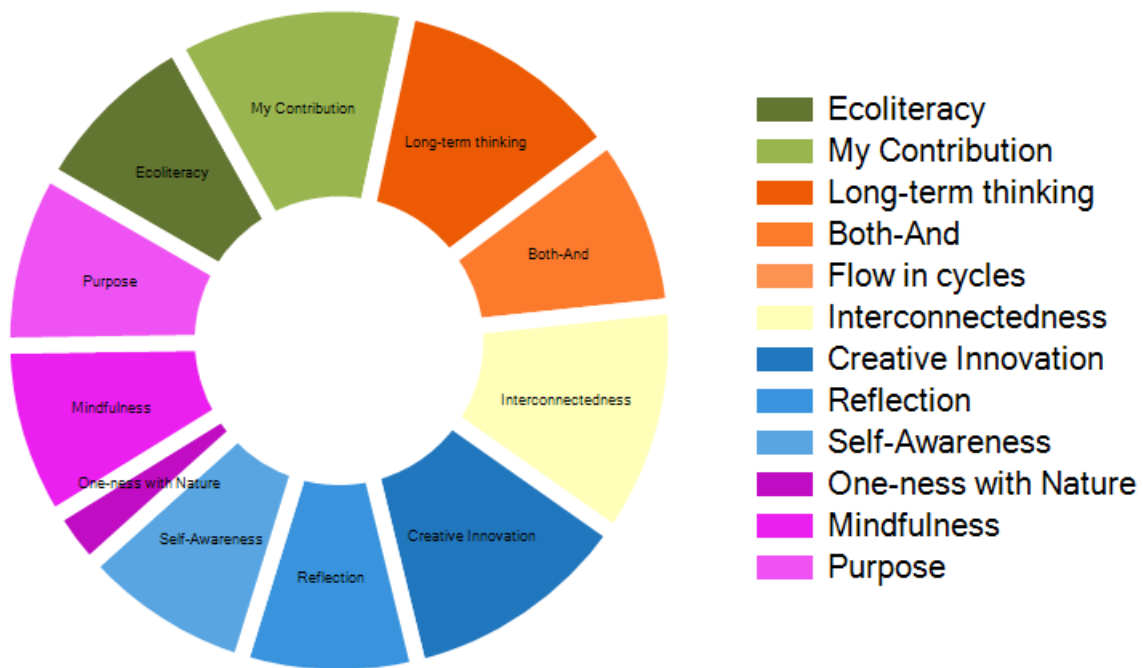 My Contribution
Long-term thinking
Ecoliteracy
Both-And
Purpose
Interconnectedness
Mindfulness
One-ness with Nature
Self-Awareness
Creative Innovation
Reflection
Ecoliteracy
My Contribution
Long-term thinking
Both-And
Flow in cycles
Interconnectedness
Creative Innovation
Reflection
Self-Awareness
One-ness with Nature
Mindfulness
Purpose